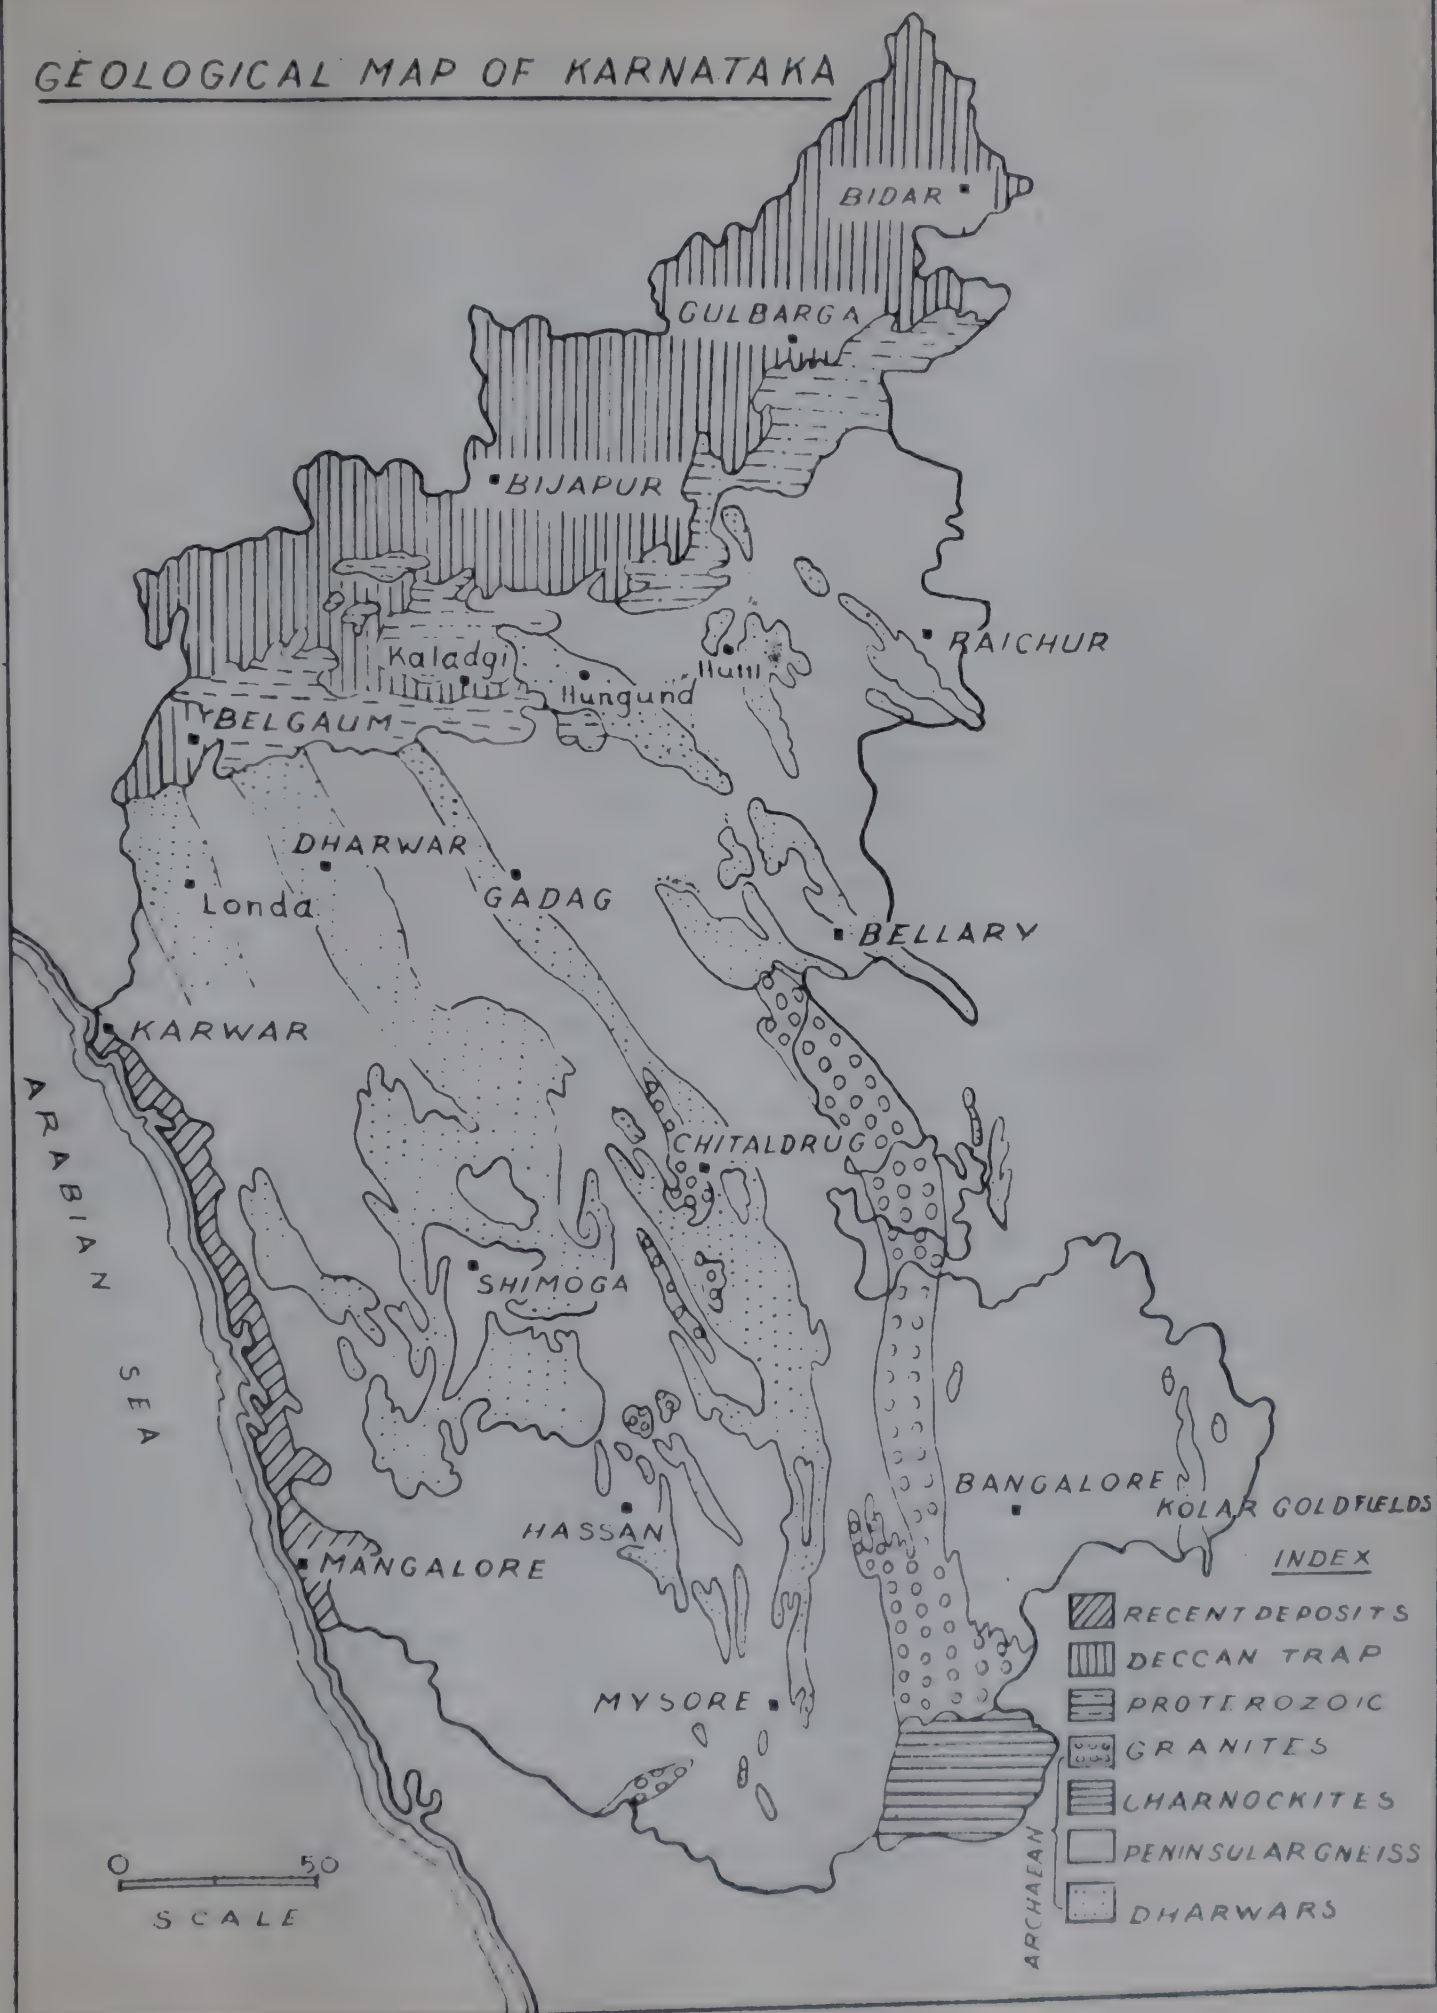 GEOLOGICAL MAP OF KARNATAKA
BIDAR
GULBARGA
BIJAPUR
RAICHUR
Kaladgi
Hutti
Hungund
BELGAUM
DHARWAR
Londa
GADAG
BELLARY
KARWAR
ARABIAN SEA
CHITALDRUG
SHIMOGA
BANGALORE
KOLAR GOLDFIELDS
HASSAN
MANGALORE
MYSORE
INDEX
RECENT DEPOSITS
DECCAN TRAP
PROTEROZOIC
GRANITES
CHARNOCKITES
PENINSULAR GNEISS
DHARWARS
ARCHAEAN
0 50
SCALE